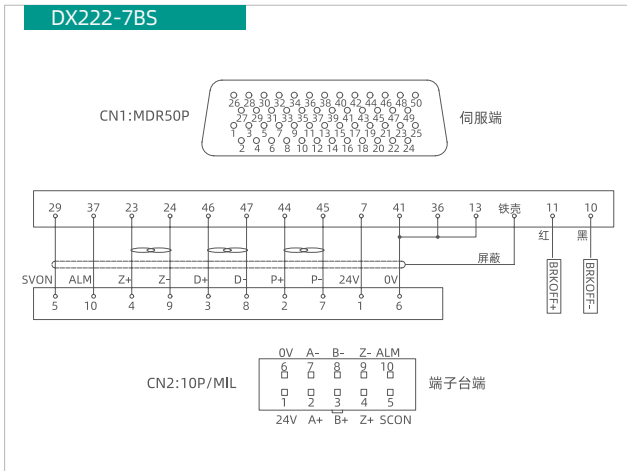 DX222-7BS
CN1:MDR50P
伺服端
26 28 30 32 34 36 38 40 42 44 46 48 50
27 29 31 33 35 37 39 41 43 45 47 49
1 3 5 7 9 11 13 15 17 19 21 23 25
2 4 6 8 10 12 14 16 18 20 22 24
29 37 23 24 46 47 44 45 7 41 36 13 铁壳 11 10
红 黑
屏蔽
SVON ALM Z+ Z- D+ D- P+ P- 24V 0V
BRKOFF+
BRKOFF-
5 10 4 9 3 8 2 7 1 6
0V A- B- Z- ALM
6 7 8 9 10
CN2:10P/MIL
端子台端
1 2 3 4 5
24V A+ B+ Z+ SCON